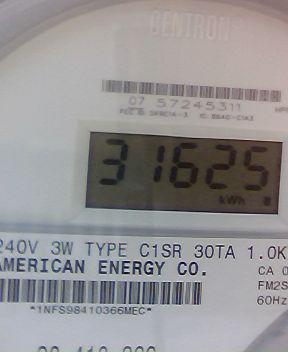 CENTRON
07 57245311
31625
kWh
240V 3W TYPE C1SR 30TA 1.0K
AMERICAN ENERGY CO.
CA
FM2S
60Hz
*1NFS98410366MEC*